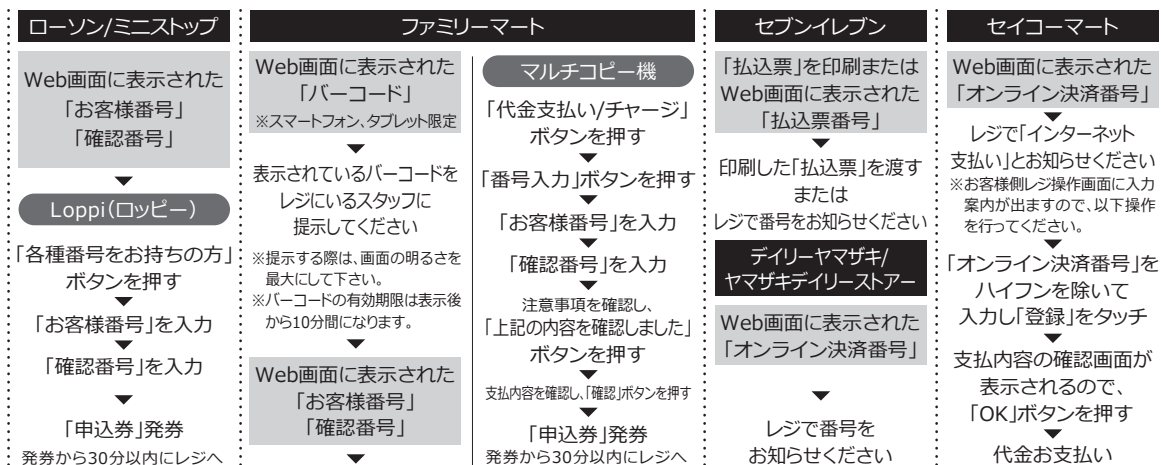 ローソン/ミニストップ
Web画面に表示された
「お客様番号」
「確認番号」
Loppi（ロッピー）
「各種番号をお持ちの方」
ボタンを押す
「お客様番号」を入力
「確認番号」を入力
「申込券」発券
発券から30分以内にレジへ
ファミリーマート
Web画面に表示された
「バーコード」
※スマートフォン、タブレット限定
表示されているバーコードを
レジにいるスタッフに
提示してください
※提示する際は、画面の明るさを
最大にして下さい。
※バーコードの有効期限は表示後
から10分間になります。
Web画面に表示された
「お客様番号」
「確認番号」
マルチコピー機
「代金支払い/チャージ」
ボタンを押す
「番号入力」ボタンを押す
「お客様番号」を入力
「確認番号」を入力
注意事項を確認し、
「上記の内容を確認しました」
ボタンを押す
支払内容を確認し、「確認」ボタンを押す
「申込券」発券
発券から30分以内にレジへ
セブンイレブン
「払込票」を印刷または
Web画面に表示された
「払込票番号」
印刷した「払込票」を渡す
または
レジで番号をお知らせください
デイリーヤマザキ/
ヤマザキデイリーストアー
Web画面に表示された
「オンライン決済番号」
レジで番号を
お知らせください
セイコーマート
Web画面に表示された
「オンライン決済番号」
レジで「インターネット
支払い」とお知らせください
※お客様側レジ操作画面に入力
案内が出ますので、以下操作
を行ってください。
「オンライン決済番号」を
ハイフンを除いて
入力し「登録」をタッチ
支払内容の確認画面が
表示されるので、
「OK」ボタンを押す
代金お支払い